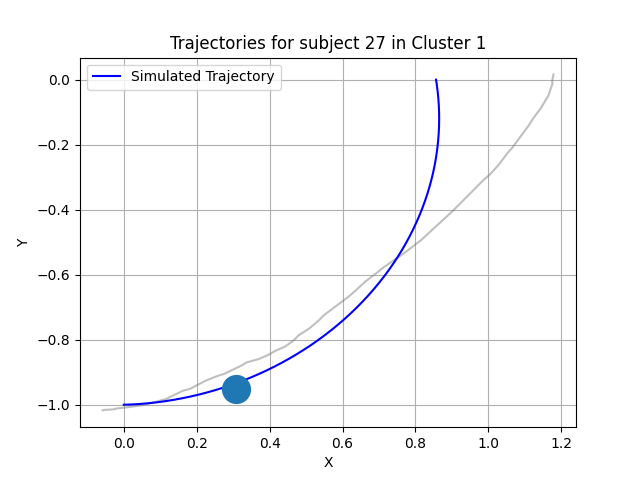 Trajectories for subject 27 in Cluster 1
Simulated Trajectory
0.0
−0.2
−0.4
−0.6
−0.8
−1.0
Y
0.0 0.2 0.4 0.6 0.8 1.0 1.2
X